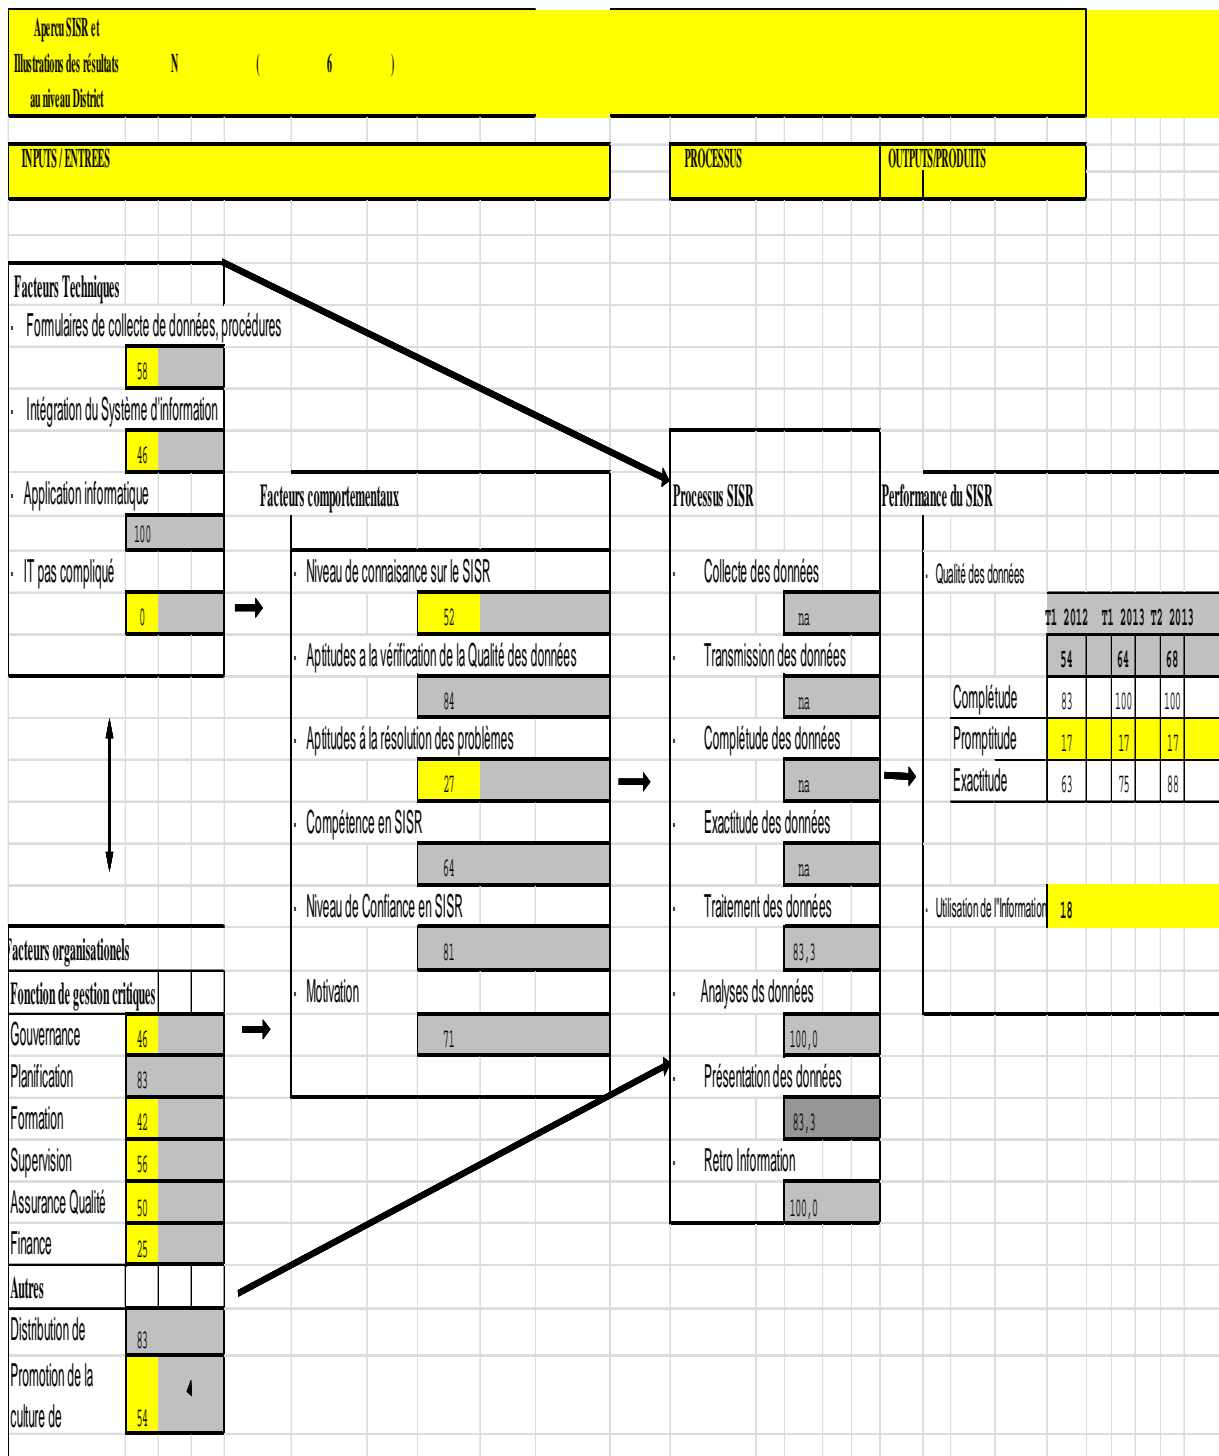 Apercu SISR et
Illustrations des résultats N ( 6 )
au niveau District
INPUTS / ENTREES
PROCESSUS
OUTPUTS/PRODUITS
Facteurs Techniques
- Formulaires de collecte de données, procédures
58
- Intégration du Système d'information
46
- Application informatique
100
- IT pas compliqué
0
Facteurs comportementaux
- Niveau de connaisance sur le SISR
52
- Aptitudes a la vérification de la Qualité des données
84
- Aptitudes á la résolution des problèmes
27
- Compétence en SISR
64
- Niveau de Confiance en SISR
81
- Motivation
71
Facteurs organisationels
Fonction de gestion critiques
Gouvernance 46
Planification 83
Formation 42
Supervision 56
Assurance Qualité 50
Finance 25
Autres
Distribution de 83
Promotion de la
culture de 54
Processus SISR
- Collecte des données
na
- Transmission des données
na
- Complétude des données
na
- Exactitude des données
na
- Traitement des données
83,3
- Analyses ds données
100,0
- Présentation des données
83,3
- Retro Information
100,0
Performance du SISR
- Qualité des données
T1 2012 T1 2013 T2 2013
54 64 68
Complétude 83 100 100
Promptitude 17 17 17
Exactitude 63 75 88
- Utilisation de l"Information 18